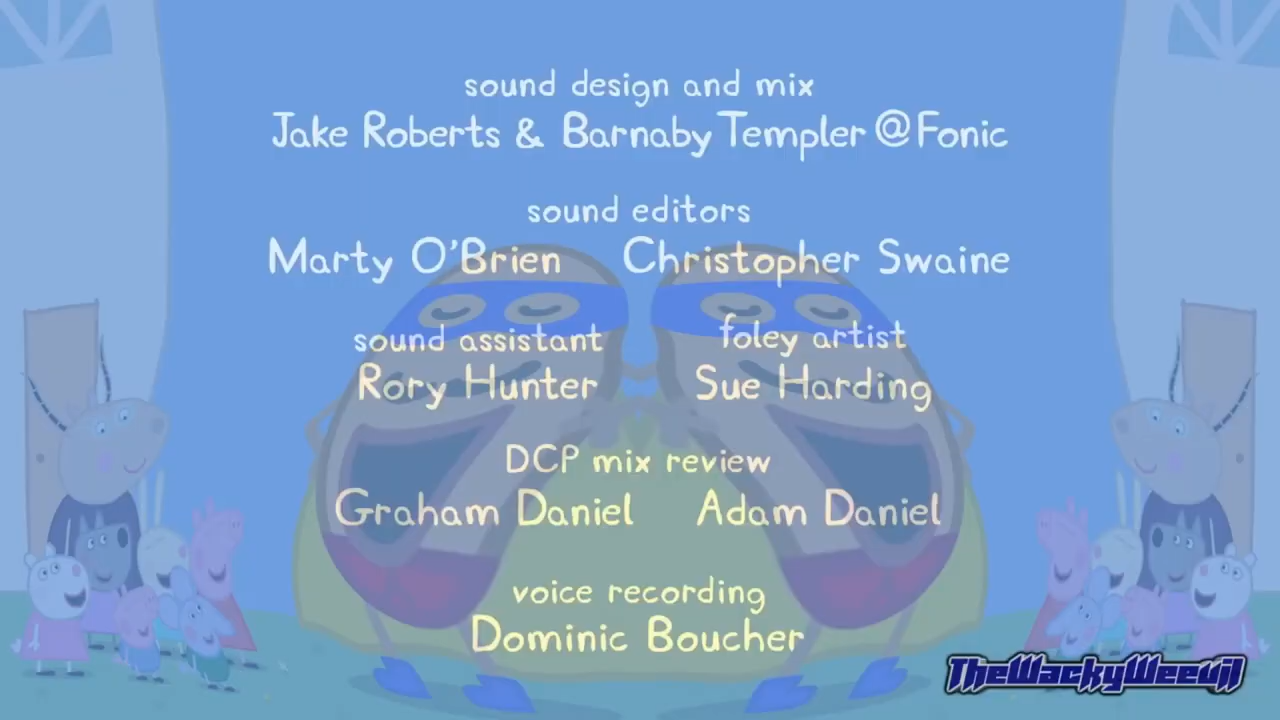 sound design and mix
Jake Roberts & Barnaby Templer @Fonic
sound editors
Marty O'Brien Christopher Swaine
sound assistant foley artist
Rory Hunter Sue Harding
DCP mix review
Graham Daniel Adam Daniel
voice recording
Dominic Boucher
TheWackyWeevil